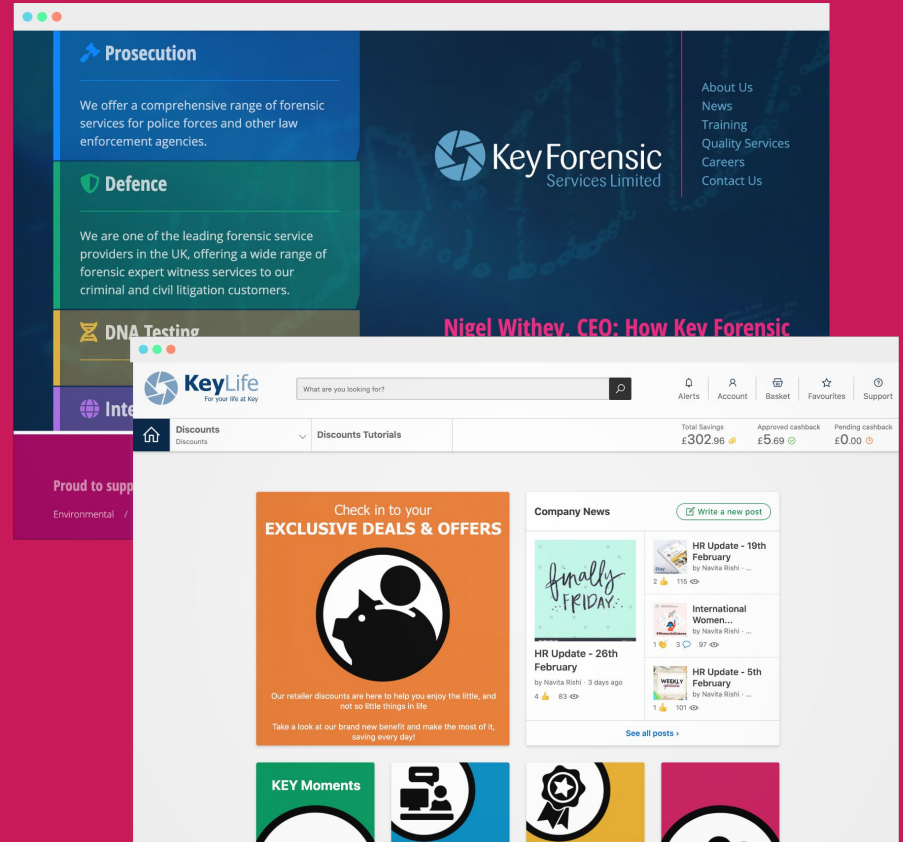 Prosecution
We offer a comprehensive range of forensic
services for police forces and other law
enforcement agencies.
Defence
We are one of the leading forensic service
providers in the UK, offering a wide range of
forensic expert witness services to our
criminal and civil litigation customers.
DNA Testing
Inte
Proud to supp
Environmental /
Key Forensic
Services Limited
About Us
News
Training
Quality Services
Careers
Contact Us
Nigel Withey, CEO: How Key Forensic
KeyLife
For your life at Key
What are you looking for?
Alerts
Account
Basket
Favourites
Support
Discounts
Discounts
Discounts Tutorials
Total Savings
£302.96
Approved cashback
£5.69
Pending cashback
£0.00
Check in to your
EXCLUSIVE DEALS & OFFERS
Our retailer discounts are here to help you enjoy the little, and
not so little things in life
Take a look at our brand new benefit and make the most of it,
saving every day!
Company News
Write a new post
finally
FRIDAY
HR Update - 26th
February
by Navita Rishi · 3 days ago
4 83
HR Update - 19th
February
by Navita Rishi · ...
2 115
International
Women...
by Navita Rishi · ...
1 3 97
WEEKLY
HR Update - 5th
February
by Navita Rishi · ...
1 101
See all posts ›
KEY Moments